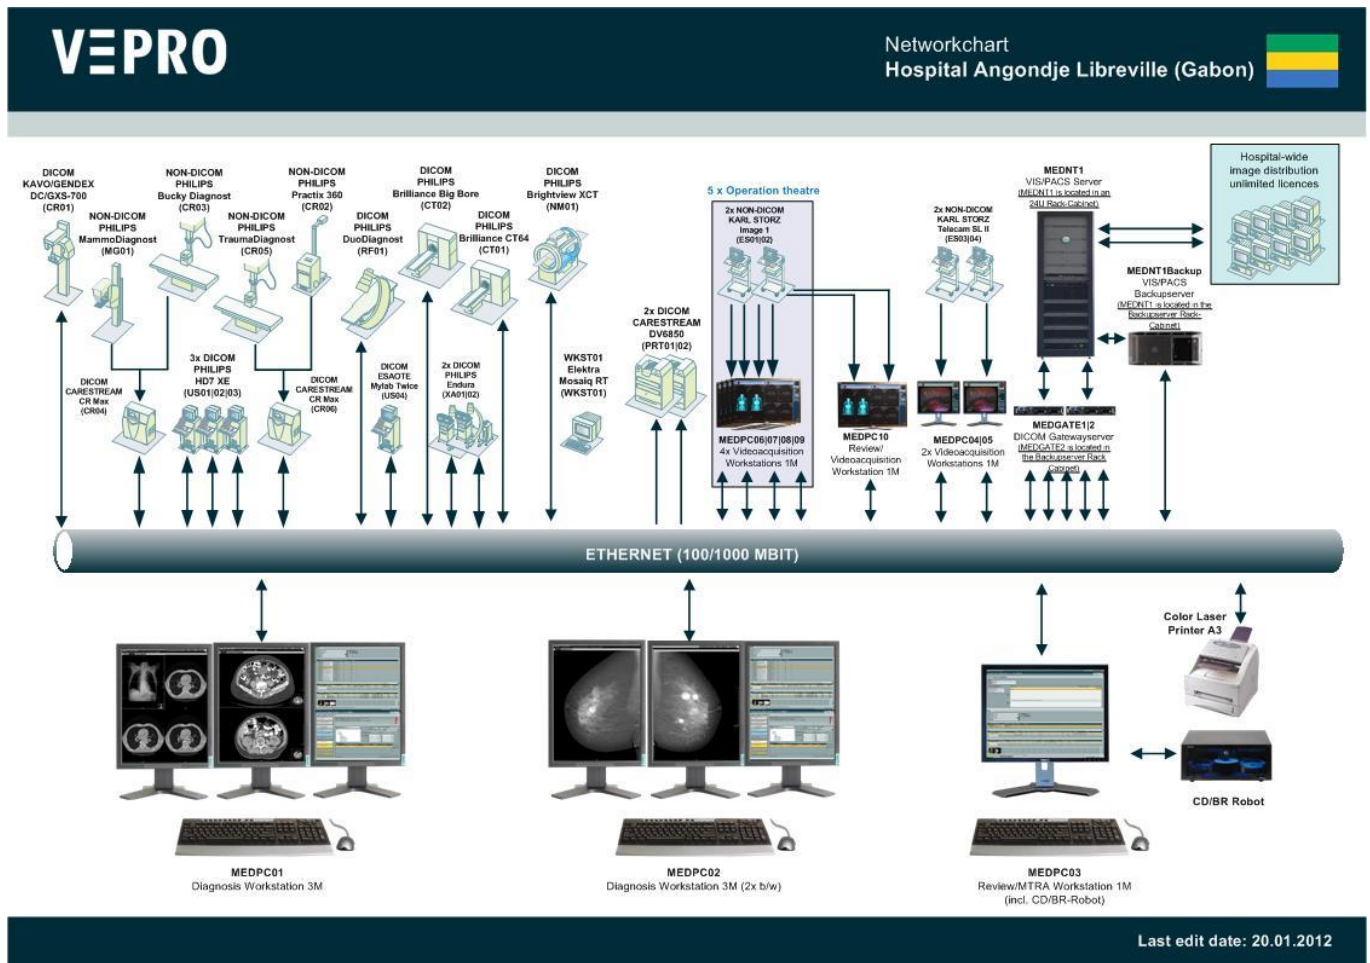 VEPRO
Networkchart
Hospital Angondje Libreville (Gabon)
DICOM
KAVO/GENDEX
DC/GXS-700
(CR01)
NON-DICOM
PHILIPS
MammoDiagnost
(MG01)
NON-DICOM
PHILIPS
Bucky Diagnost
(CR03)
NON-DICOM
PHILIPS
TraumaDiagnost
(CR05)
NON-DICOM
PHILIPS
Practix 360
(CR02)
DICOM
PHILIPS
DuoDiagnost
(RF01)
DICOM
PHILIPS
Brilliance Big Bore
(CT02)
DICOM
PHILIPS
Brilliance CT64
(CT01)
DICOM
PHILIPS
Brightview XCT
(NM01)
DICOM
CARESTREAM
CR Max
(CR04)
3x DICOM
PHILIPS
HD7 XE
(US01|02|03)
DICOM
CARESTREAM
CR Max
(CR06)
DICOM
ESAOTE
Mylab Twice
(US04)
2x DICOM
PHILIPS
Endura
(XA01|02)
WKST01
Elektra
Mosaiq RT
(WKST01)
2x DICOM
CARESTREAM
DV6850
(PRT01|02)
5 x Operation theatre
2x NON-DICOM
KARL STORZ
Image 1
(ES01|02)
MEDPC06|07|08|09
4x Videoacquisition
Workstations 1M
MEDPC10
Review/
Videoacquisition
Workstation 1M
2x NON-DICOM
KARL STORZ
Telecam SL II
(ES03|04)
MEDPC04|05
2x Videoacquisition
Workstations 1M
MEDNT1
VIS/PACS Server
(MEDNT1 is located in an
24U Rack-Cabinet)
MEDGATE1|2
DICOM Gatewayserver
(MEDGATE2 is located in
the Backupserver Rack
Cabinet)
MEDNT1Backup
VIS/PACS
Backupserver
(MEDNT1 is located in the
Backupserver Rack-
Cabinet)
Hospital-wide
image distribution
unlimited licences
ETHERNET (100/1000 MBIT)
MEDPC01
Diagnosis Workstation 3M
MEDPC02
Diagnosis Workstation 3M (2x b/w)
MEDPC03
Review/MTRA Workstation 1M
(incl. CD/BR-Robot)
Color Laser
Printer A3
CD/BR Robot
Last edit date: 20.01.2012